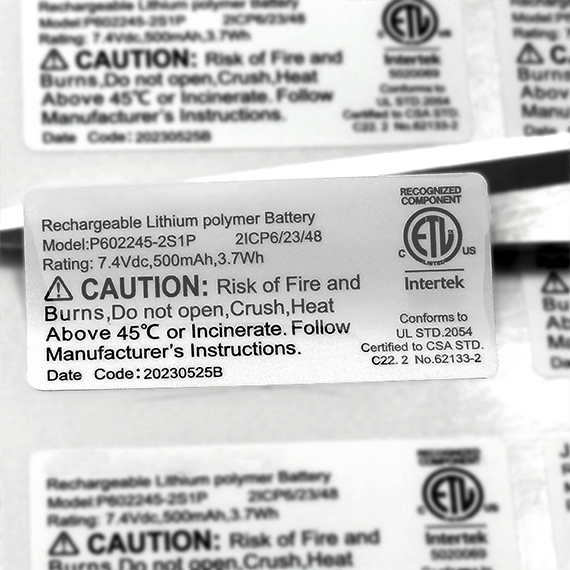 Rechargeable Lithium polymer Battery
Model:P602245-2S1P 2ICP6/23/48
Rating: 7.4Vdc,500mAh,3.7Wh
⚠ CAUTION: Risk of Fire and
Burns,Do not open,Crush,Heat
Above 45℃ or Incinerate. Follow
Manufacturer's Instructions.
Date Code:20230525B
ETL
Intertek
5020069
Conforms to
UL STD.2054
Certified to CSA STD.
C22. 2 No.62133-2
RECOGNIZED
COMPONENT
C ETL US
LISTED
Intertek
Rechargeable Lithium polymer Battery
Model:P602245-2S1P 2ICP6/23/48
Rating: 7.4Vdc,500mAh,3.7Wh
⚠ CAUTION: Risk of Fire and
Burns,Do not open,Crush,Heat
Above 45℃ or Incinerate. Follow
Manufacturer's Instructions.
Date Code:20230525B
Conforms to
UL STD.2054
Certified to CSA STD.
C22. 2 No.62133-2
Rechargeable Lithium polymer Battery
Model:P602245-2S1P 2ICP6/23/48
Rating: 7.4Vdc,500mAh,3.7Wh
⚠ CAUTION: Risk of Fire and
Burns,Do not open,Crush,Heat
RECOGNIZED
COMPONENT
ETL
Intertek
5020069